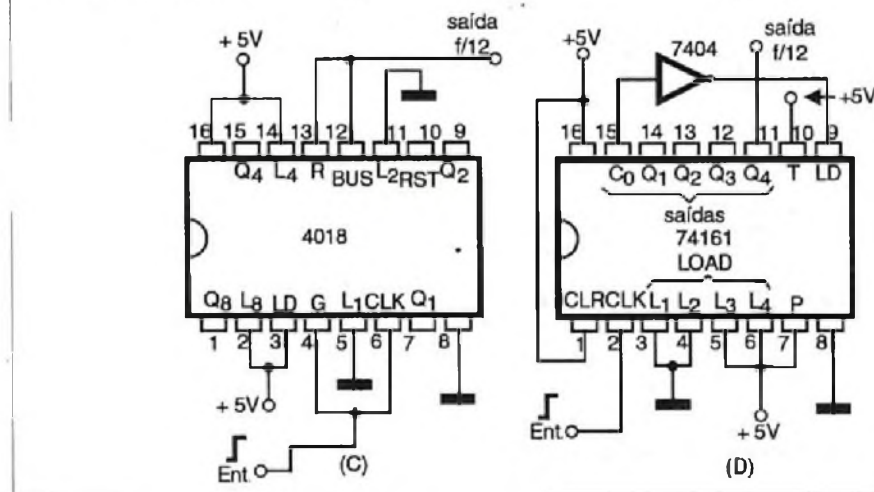 + 5V
saída
f/12
16 15 14 13 12 11 10 9
Q4 L4 R BUS L2 RST Q2
4018
Q8 L8 LD G L1 CLK Q1
1 2 3 4 5 6 7 8
+ 5V
Ent.
(C)
+5V
7404
saída
f/12
+5V
16 15 14 13 12 11 10 9
C0 Q1 Q2 Q3 Q4 T LD
saídas
74161
LOAD
CLR CLK L1 L2 L3 L4 P
1 2 3 4 5 6 7 8
Ent.
+ 5V
(D)